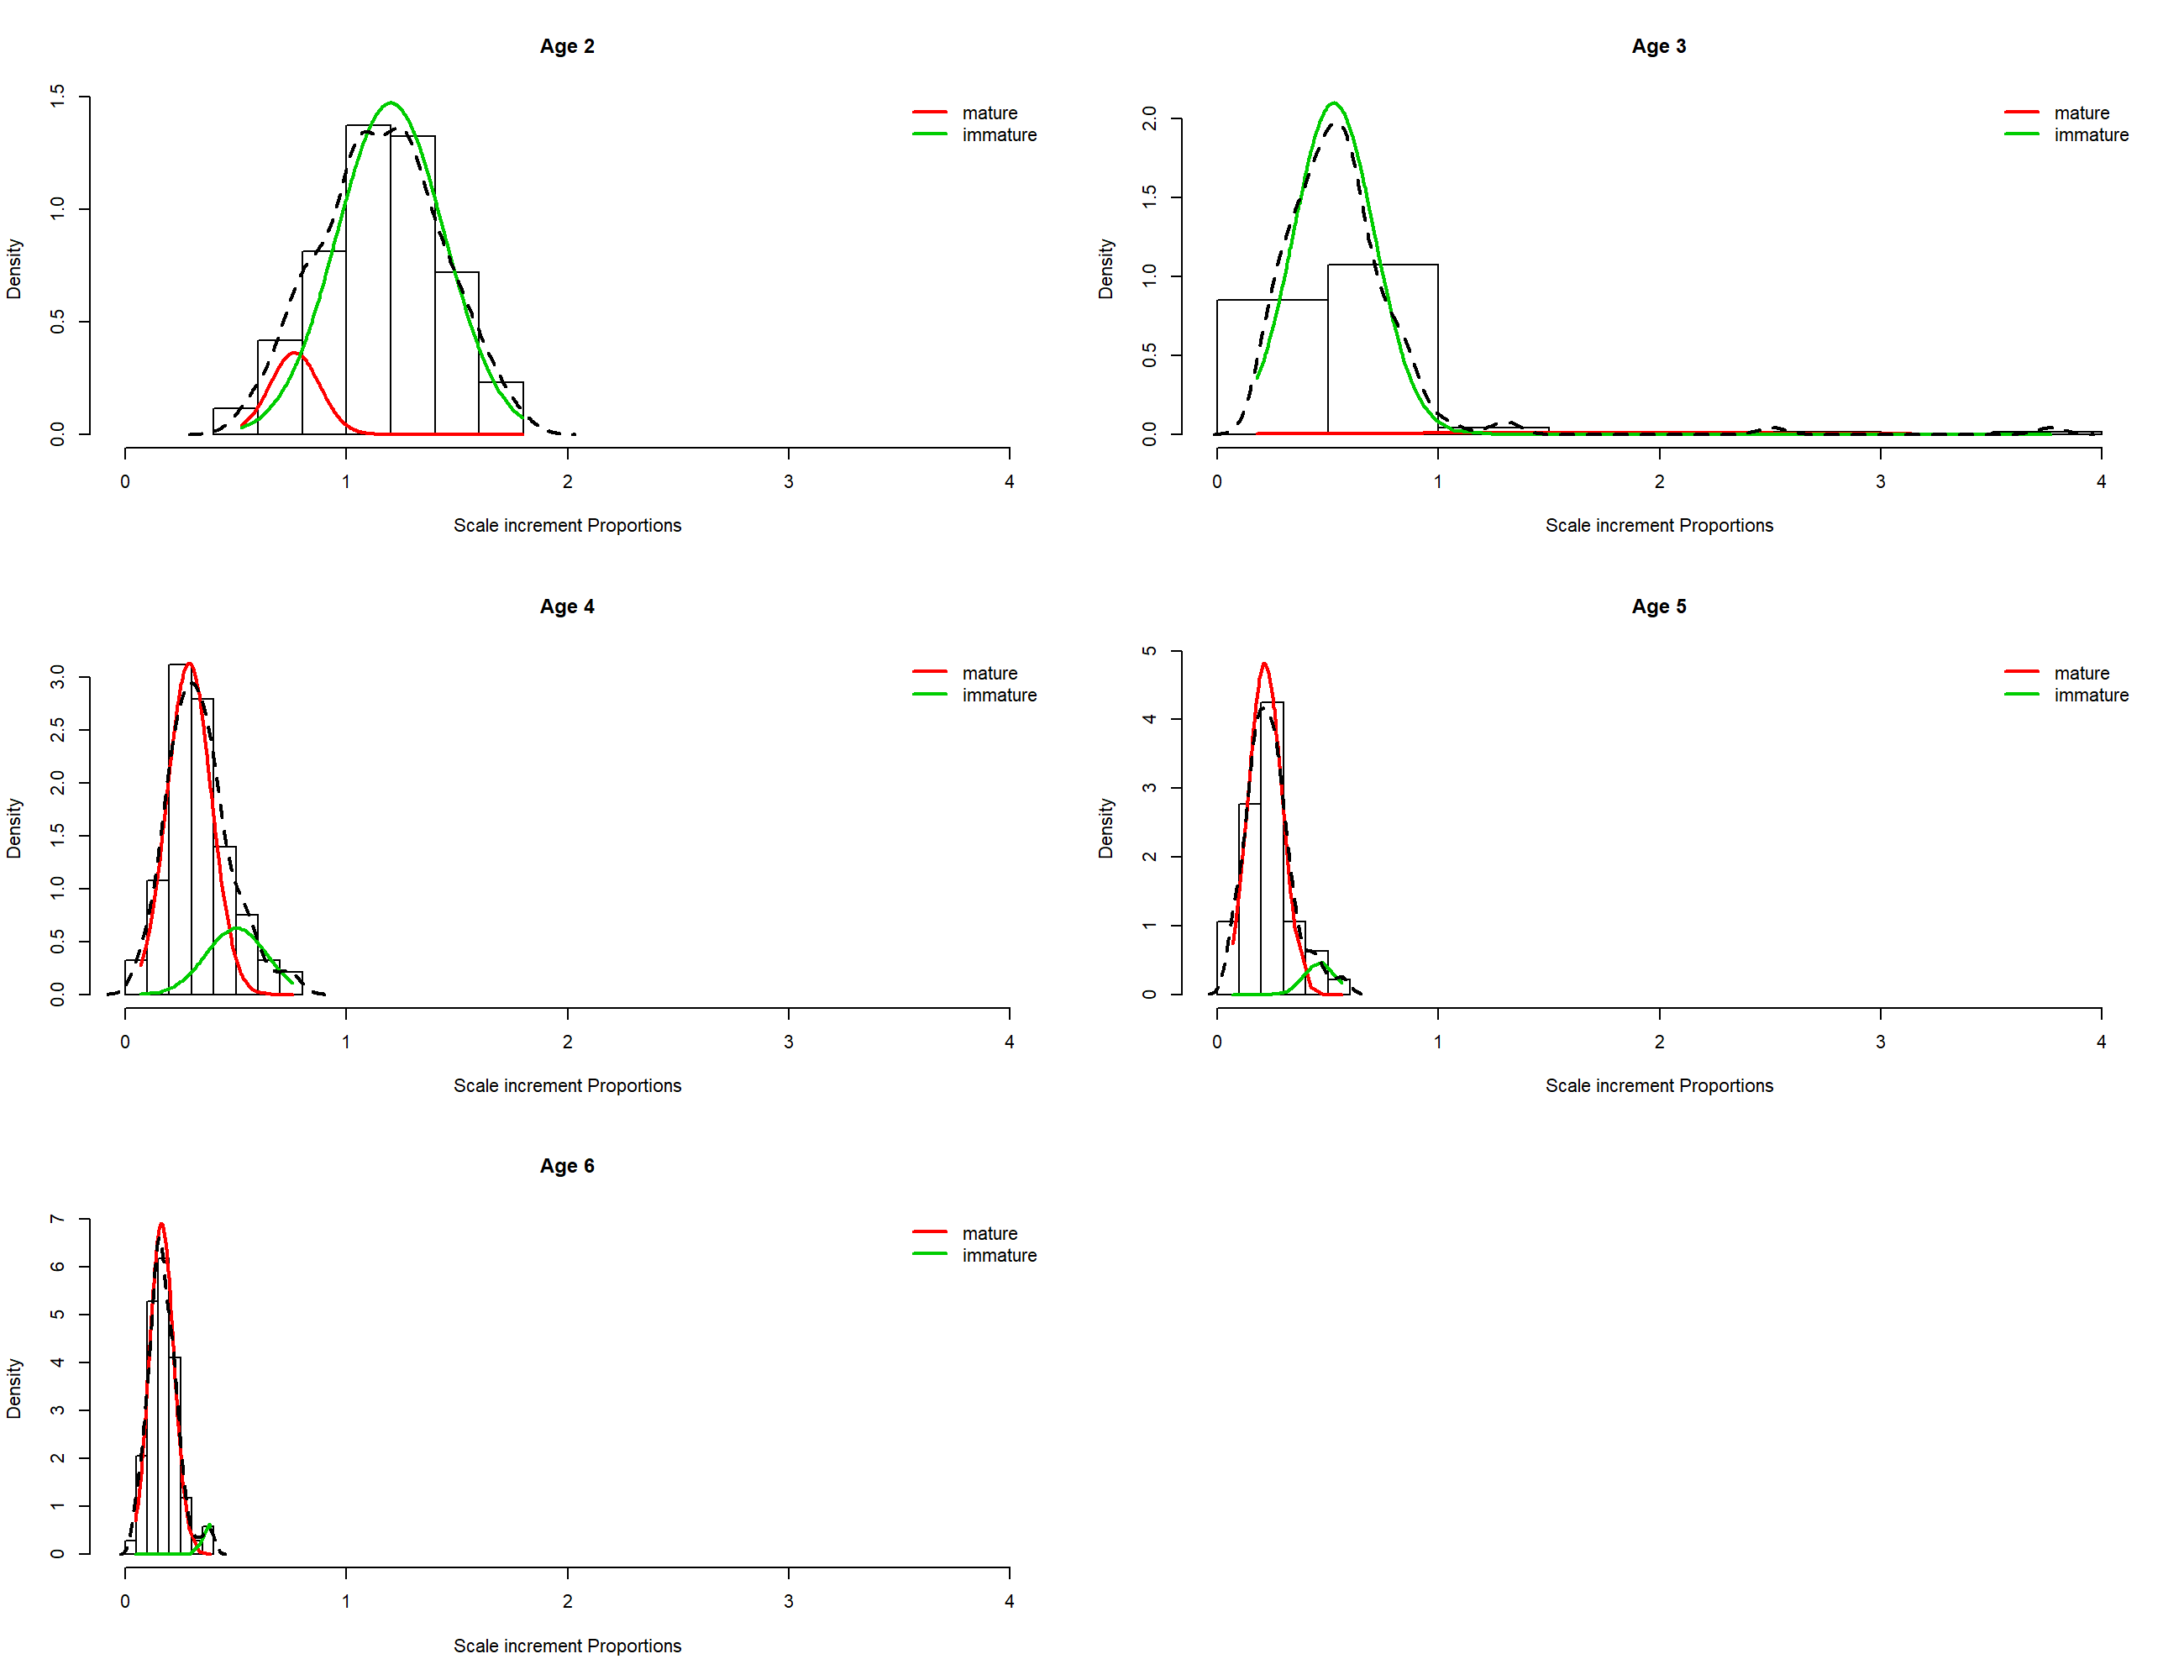 Age 2
mature
immature
Density
0.0
0.5
1.0
1.5
0 1 2 3 4
Scale increment Proportions
Age 3
mature
immature
Density
0.0
0.5
1.0
1.5
2.0
0 1 2 3 4
Scale increment Proportions
Age 4
mature
immature
Density
0.0
0.5
1.0
1.5
2.0
2.5
3.0
0 1 2 3 4
Scale increment Proportions
Age 5
mature
immature
Density
0
1
2
3
4
5
0 1 2 3 4
Scale increment Proportions
Age 6
mature
immature
Density
0
1
2
3
4
5
6
7
0 1 2 3 4
Scale increment Proportions